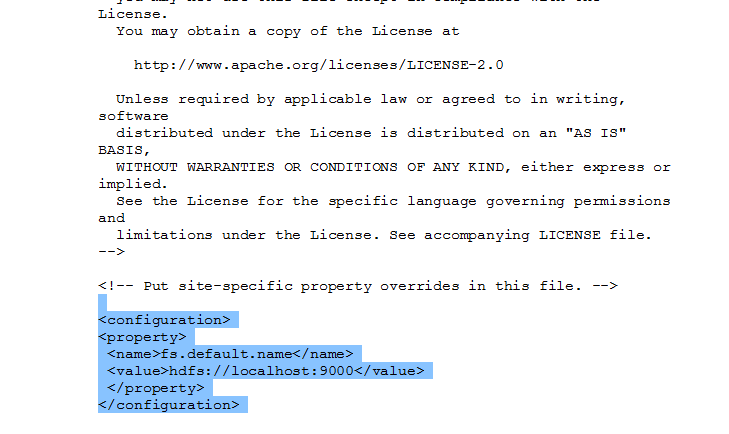 License.
  You may obtain a copy of the License at
    http://www.apache.org/licenses/LICENSE-2.0
  Unless required by applicable law or agreed to in writing,
software
  distributed under the License is distributed on an "AS IS"
BASIS,
  WITHOUT WARRANTIES OR CONDITIONS OF ANY KIND, either express or
implied.
  See the License for the specific language governing permissions
and
  limitations under the License. See accompanying LICENSE file.
-->
<!-- Put site-specific property overrides in this file. -->
<configuration>
<property>
 <name>fs.default.name</name>
 <value>hdfs://localhost:9000</value>
 </property>
</configuration>